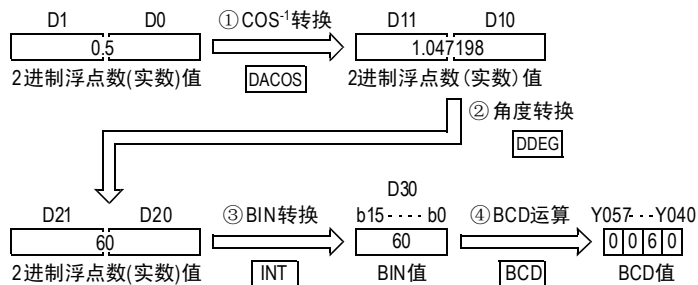 D1 D0 ①COS-1转换 D11 D10
0.5 1.047198
2进制浮点数(实数)值 DACOS 2进制浮点数(实数)值
②角度转换
DDEG
D30
D21 D20 ③BIN转换 b15----b0 ④BCD运算 Y057---Y040
60 60 0 0 6 0
2进制浮点数(实数)值 INT BIN值 BCD BCD值